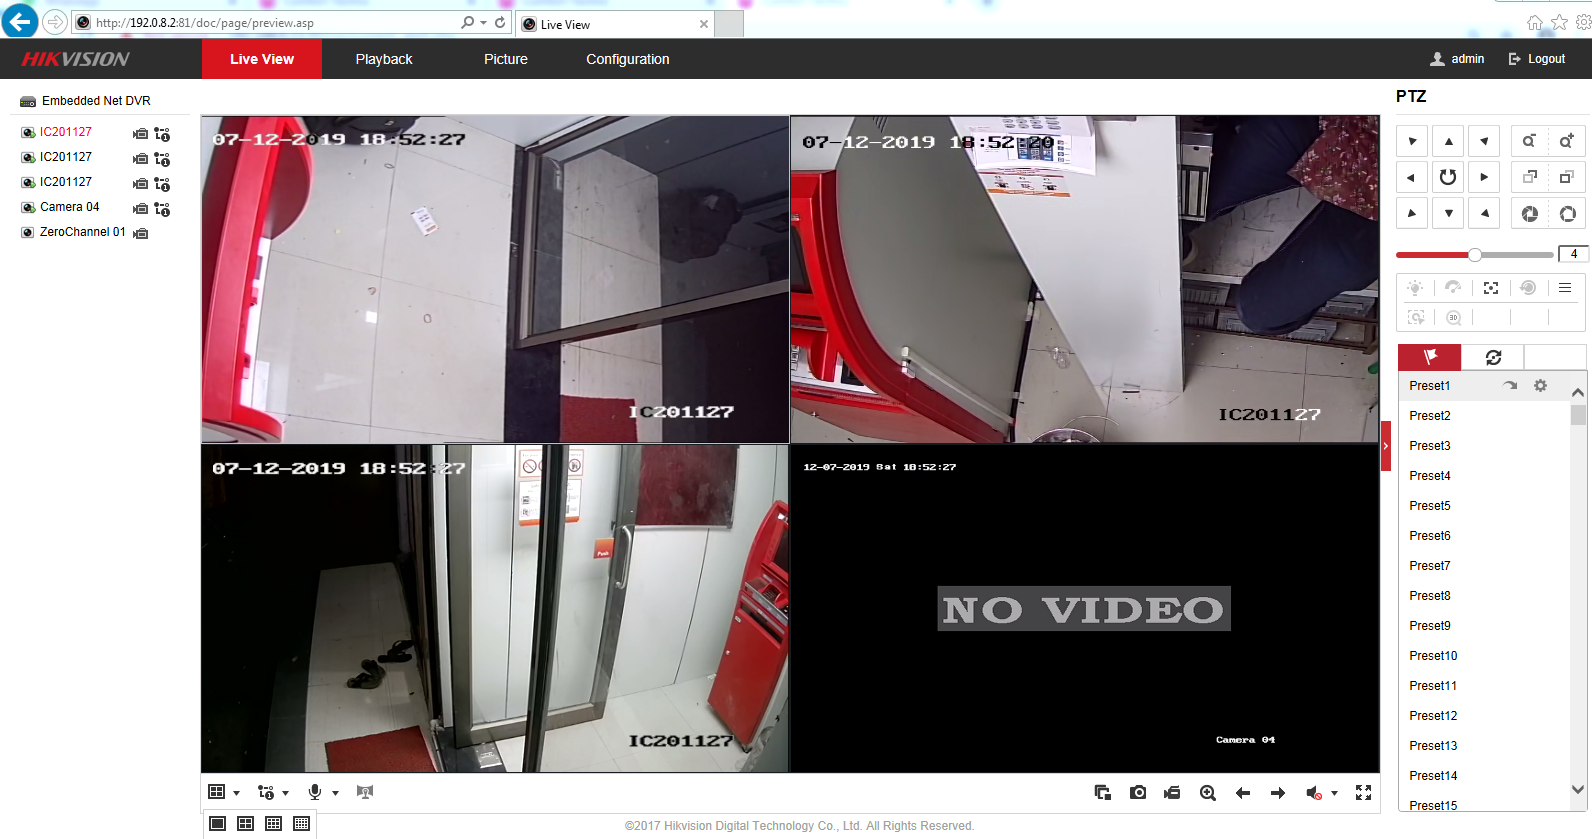 http://192.0.8.2:81/doc/page/preview.asp
Live View
HIKVISION
Live View
Playback
Picture
Configuration
admin
Logout
Embedded Net DVR
IC201127
IC201127
IC201127
Camera 04
ZeroChannel 01
07-12-2019 18:52:27
IC201127
07-12-2019 18:52:20
IC201127
07-12-2019 18:52:27
Push
IC201127
12-07-2019 Sat 18:52:27
NO VIDEO
Camera 04
PTZ
4
3D
Preset1
Preset2
Preset3
Preset4
Preset5
Preset6
Preset7
Preset8
Preset9
Preset10
Preset11
Preset12
Preset13
Preset14
Preset15
©2017 Hikvision Digital Technology Co., Ltd. All Rights Reserved.